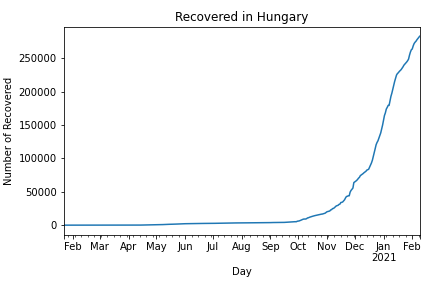 Recovered in Hungary
Number of Recovered
250000
200000
150000
100000
50000
0
Feb Mar Apr May Jun Jul Aug Sep Oct Nov Dec Jan Feb
2021
Day